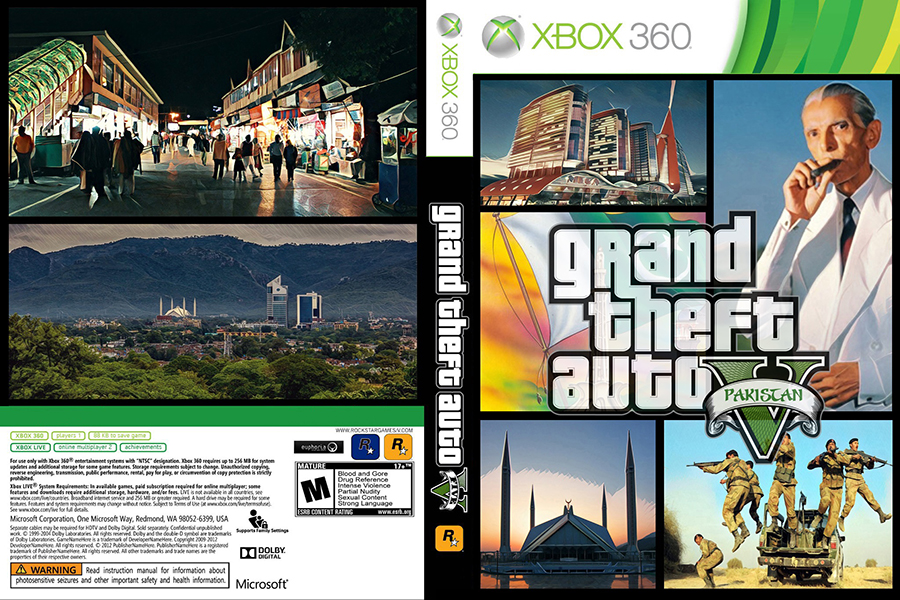 XBOX 360
players 1
88 KB to save game
XBOX LIVE
online multiplayer 2
achievements
For use only with Xbox 360® entertainment systems with "NTSC" designation. Xbox 360 requires up to 256 MB for system
updates and additional storage for some game features. Storage requirements subject to change. Unauthorized copying,
reverse engineering, transmission, public performance, rental, pay for play, or circumvention of copy protection is strictly
prohibited.
Xbox LIVE® System Requirements: In available games, paid subscription required for online multiplayer; some
features and downloads require additional storage, hardware, and/or fees. LIVE is not available in all countries, see
www.xbox.com/live/countries. Broadband internet service and 256 MB or greater required. A hard drive may be required for some
features. Features and system requirements may change without notice. Subject to Terms of Use (at www.xbox.com/live/termsofuse).
See www.xbox.com/live for full details.
Microsoft Corporation, One Microsoft Way, Redmond, WA 98052-6399, USA
Separate cables may be required for HDTV and Dolby Digital. Sold separately. Confidential unpublished
work. © 1999-2004 Dolby Laboratories. All rights reserved. Dolby and the double-D symbol are trademarks
of Dolby Laboratories. GameNameHere is a trademark of DeveloperNameHere. Copyright 2009-2012
DeveloperNameHere. All rights reserved. © 2012 PublisherNameHere. PublisherNameHere is a registered
trademark of PublisherNameHere. All rights reserved. All other trademarks and trade names are the
properties of their respective owners.
WARNING
Read instruction manual for information about
photosensitive seizures and other important safety and health information.
WWW.ROCKSTARGAMES/V.COM
euphoria
R
R
MATURE 17+™
M
Blood and Gore
Drug Reference
Intense Violence
Partial Nudity
Sexual Content
Strong Language
ESRB CONTENT RATING www.esrb.org
Supports Family Settings
DOLBY
DIGITAL
Microsoft®
XBOX 360
grand theft auto
V
R
XBOX 360
grand
theft
auto
V
PAKISTAN